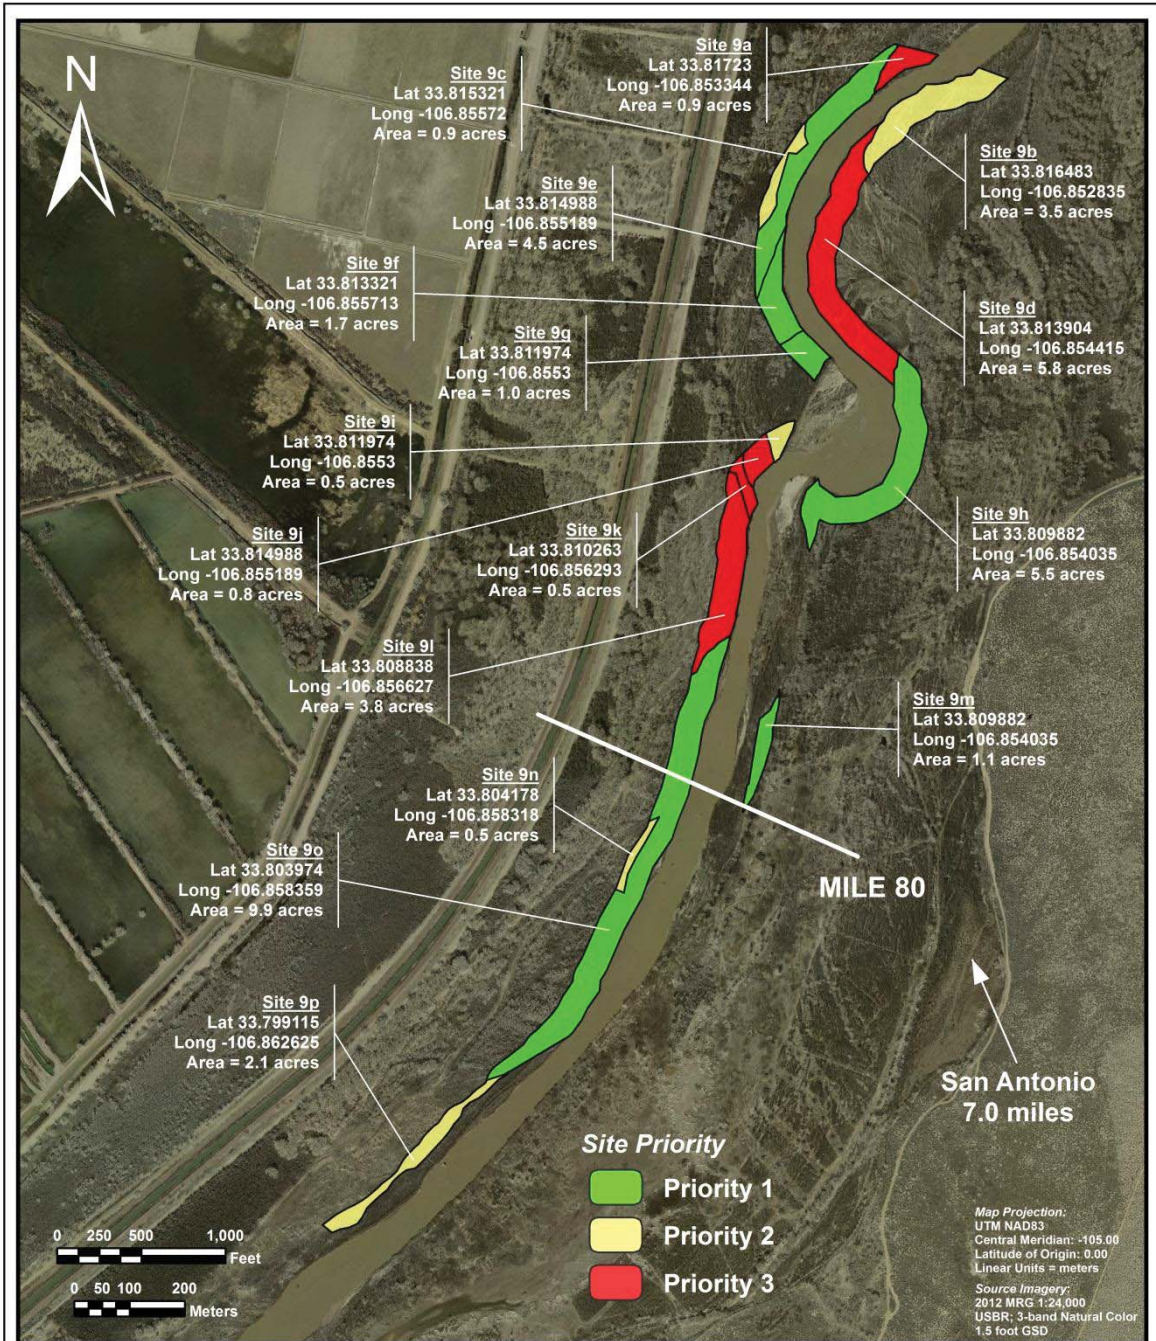 N
Site 9a
Lat 33.81723
Long -106.853344
Area = 0.9 acres
Site 9c
Lat 33.815321
Long -106.85572
Area = 0.9 acres
Site 9b
Lat 33.816483
Long -106.852835
Area = 3.5 acres
Site 9e
Lat 33.814988
Long -106.855189
Area = 4.5 acres
Site 9f
Lat 33.813321
Long -106.855713
Area = 1.7 acres
Site 9d
Lat 33.813904
Long -106.854415
Area = 5.8 acres
Site 9g
Lat 33.811974
Long -106.8553
Area = 1.0 acres
Site 9i
Lat 33.811974
Long -106.8553
Area = 0.5 acres
Site 9h
Lat 33.809882
Long -106.854035
Area = 5.5 acres
Site 9j
Lat 33.814988
Long -106.855189
Area = 0.8 acres
Site 9k
Lat 33.810263
Long -106.856293
Area = 0.5 acres
Site 9l
Lat 33.808838
Long -106.856627
Area = 3.8 acres
Site 9m
Lat 33.809882
Long -106.854035
Area = 1.1 acres
Site 9n
Lat 33.804178
Long -106.858318
Area = 0.5 acres
Site 9o
Lat 33.803974
Long -106.858359
Area = 9.9 acres
MILE 80
Site 9p
Lat 33.799115
Long -106.862625
Area = 2.1 acres
San Antonio
7.0 miles
Site Priority
Priority 1
Priority 2
Priority 3
0 250 500 1,000
Feet
0 50 100 200
Meters
Map Projection:
UTM NAD83
Central Meridian: -105.00
Latitude of Origin: 0.00
Linear Units = meters
Source Imagery:
2012 MRG 1:24,000
USBR; 3-band Natural Color
1.5 foot GSD